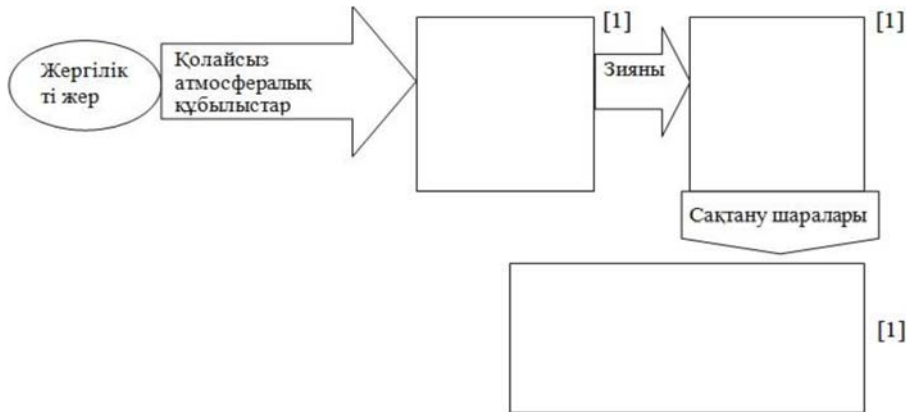 Жергілік
ті жер
Қолайсыз
атмосфералық
құбылыстар
[1]
Зияны
[1]
Сақтану шаралары
[1]